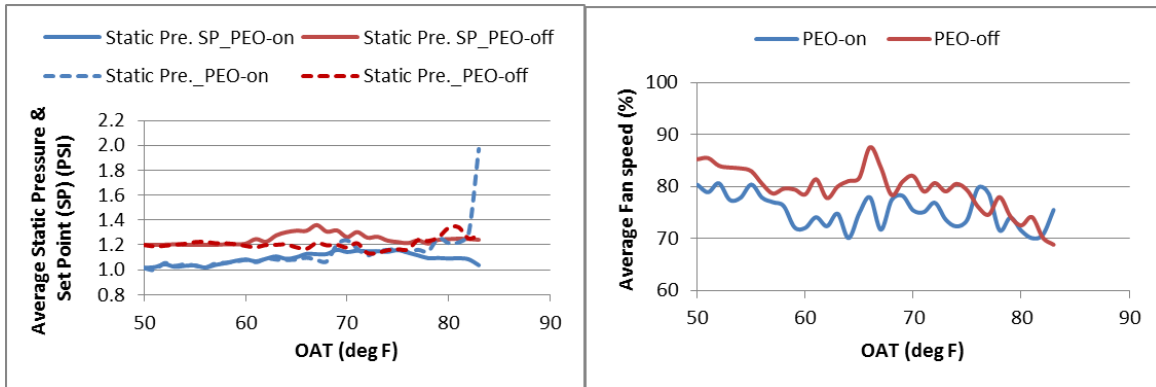 Static Pre. SP_PEO-on
Static Pre. SP_PEO-off
Static Pre._PEO-on
Static Pre._PEO-off
Average Static Pressure &
Set Point (SP) (PSI)
2.2
2.0
1.8
1.6
1.4
1.2
1.0
0.8
50
60
70
80
90
OAT (deg F)
PEO-on
PEO-off
Average Fan speed (%)
100
90
80
70
60
50
60
70
80
90
OAT (deg F)